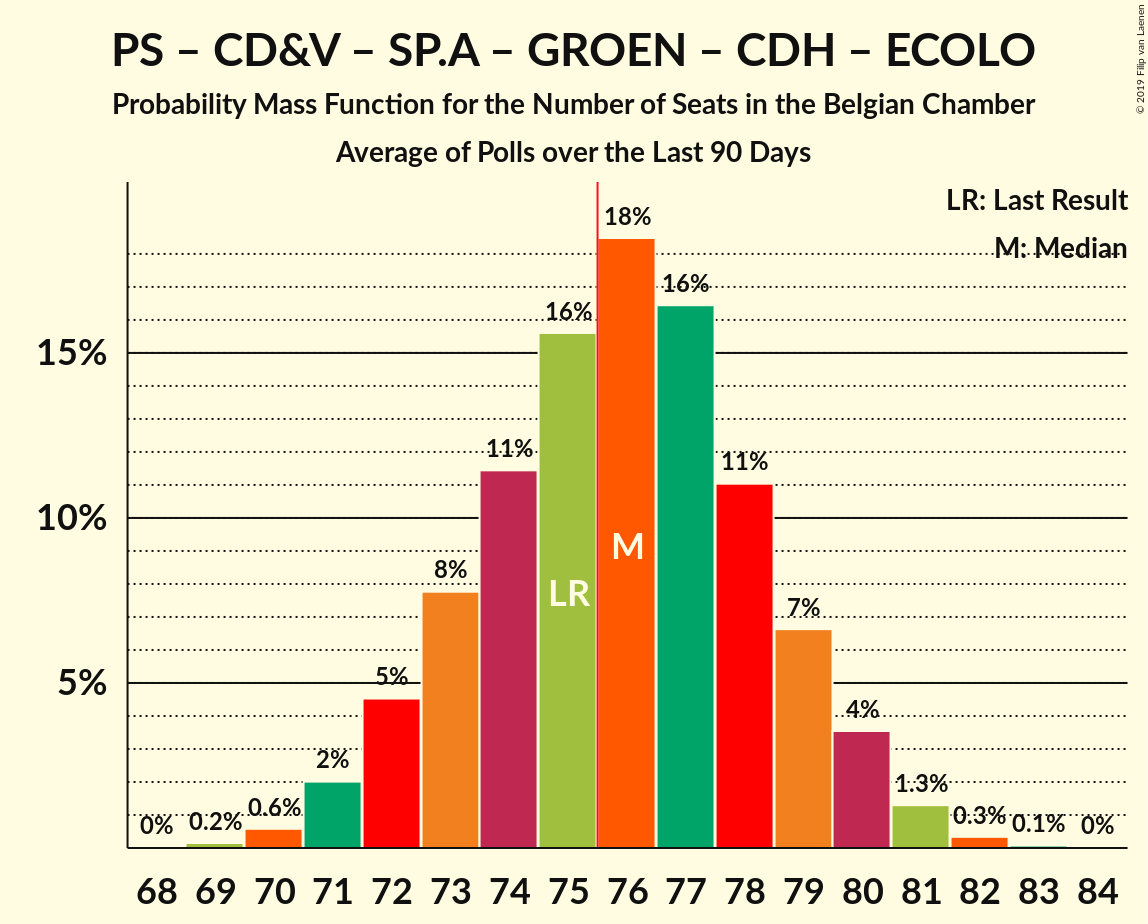 PS – CD&V – SP.A – GROEN – CDH – ECOLO
Probability Mass Function for the Number of Seats in the Belgian Chamber
Average of Polls over the Last 90 Days
© 2019 Filip van Laenen
LR: Last Result
M: Median
15%
10%
5%
0%
0.2%
0.6%
2%
5%
8%
11%
16%
18%
16%
11%
7%
4%
1.3%
0.3%
0.1%
0%
LR
M
68 69 70 71 72 73 74 75 76 77 78 79 80 81 82 83 84